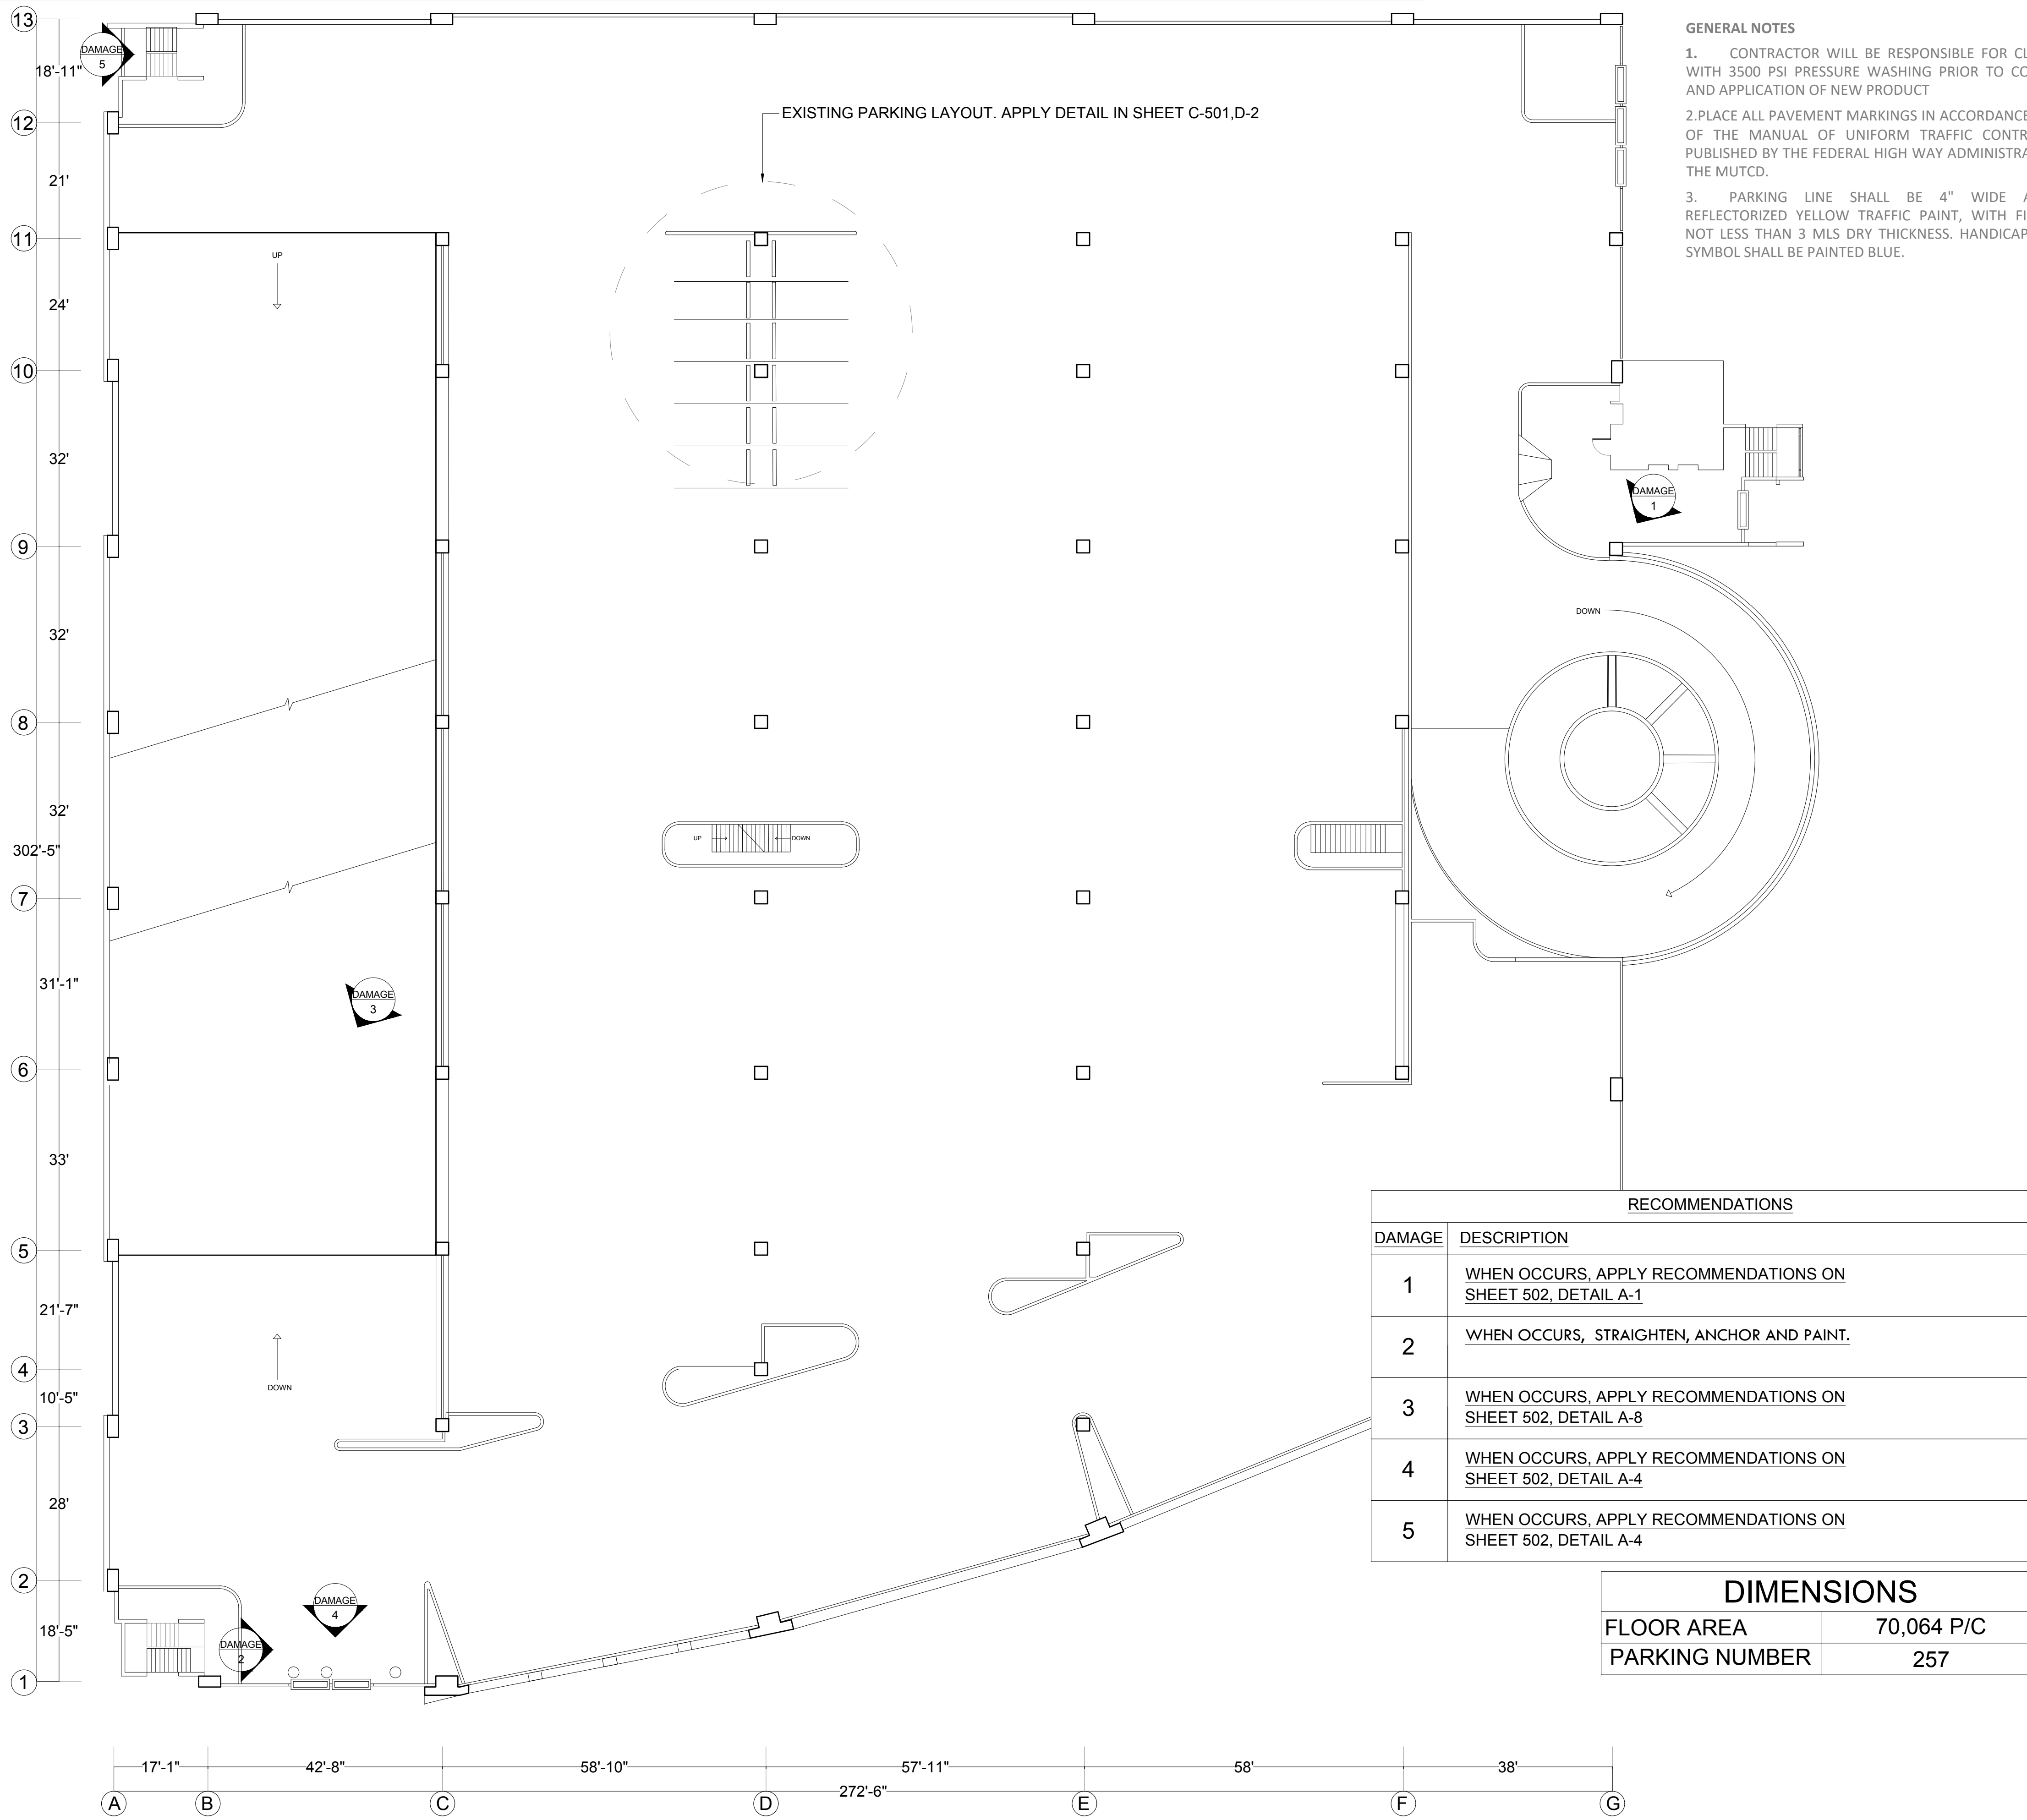 13
DAMAGE
5
18'-11"
12
EXISTING PARKING LAYOUT. APPLY DETAIL IN SHEET C-501,D-2
21'
11
UP
24'
10
32'
9
32'
8
32'
302'-5"
7
31'-1"
6
33'
5
21'-7"
4
10'-5"
3
28'
2
18'-5"
1
DAMAGE
1
DOWN
UP
DOWN
DAMAGE
3
DOWN
DAMAGE
4
DAMAGE
2
GENERAL NOTES
1. CONTRACTOR WILL BE RESPONSIBLE FOR
WITH 3500 PSI PRESSURE WASHING PRIOR TO
AND APPLICATION OF NEW PRODUCT
2.PLACE ALL PAVEMENT MARKINGS IN ACCORDANCE
OF THE MANUAL OF UNIFORM TRAFFIC
PUBLISHED BY THE FEDERAL HIGH WAY
THE MUTCD.
3. PARKING LINE SHALL BE 4" WIDE
REFLECTORIZED YELLOW TRAFFIC PAINT, WITH
NOT LESS THAN 3 MLS DRY THICKNESS.
SYMBOL SHALL BE PAINTED BLUE.
RECOMMENDATIONS
DAMAGE DESCRIPTION
1 WHEN OCCURS, APPLY RECOMMENDATIONS ON
SHEET 502, DETAIL A-1
2 WHEN OCCURS, STRAIGHTEN, ANCHOR AND PAINT.
3 WHEN OCCURS, APPLY RECOMMENDATIONS ON
SHEET 502, DETAIL A-8
4 WHEN OCCURS, APPLY RECOMMENDATIONS ON
SHEET 502, DETAIL A-4
5 WHEN OCCURS, APPLY RECOMMENDATIONS ON
SHEET 502, DETAIL A-4
DIMENSIONS
FLOOR AREA 70,064 P/C
PARKING NUMBER 257
17'-1" 42'-8" 58'-10" 57'-11" 58' 38'
272'-6"
A B C D E F G